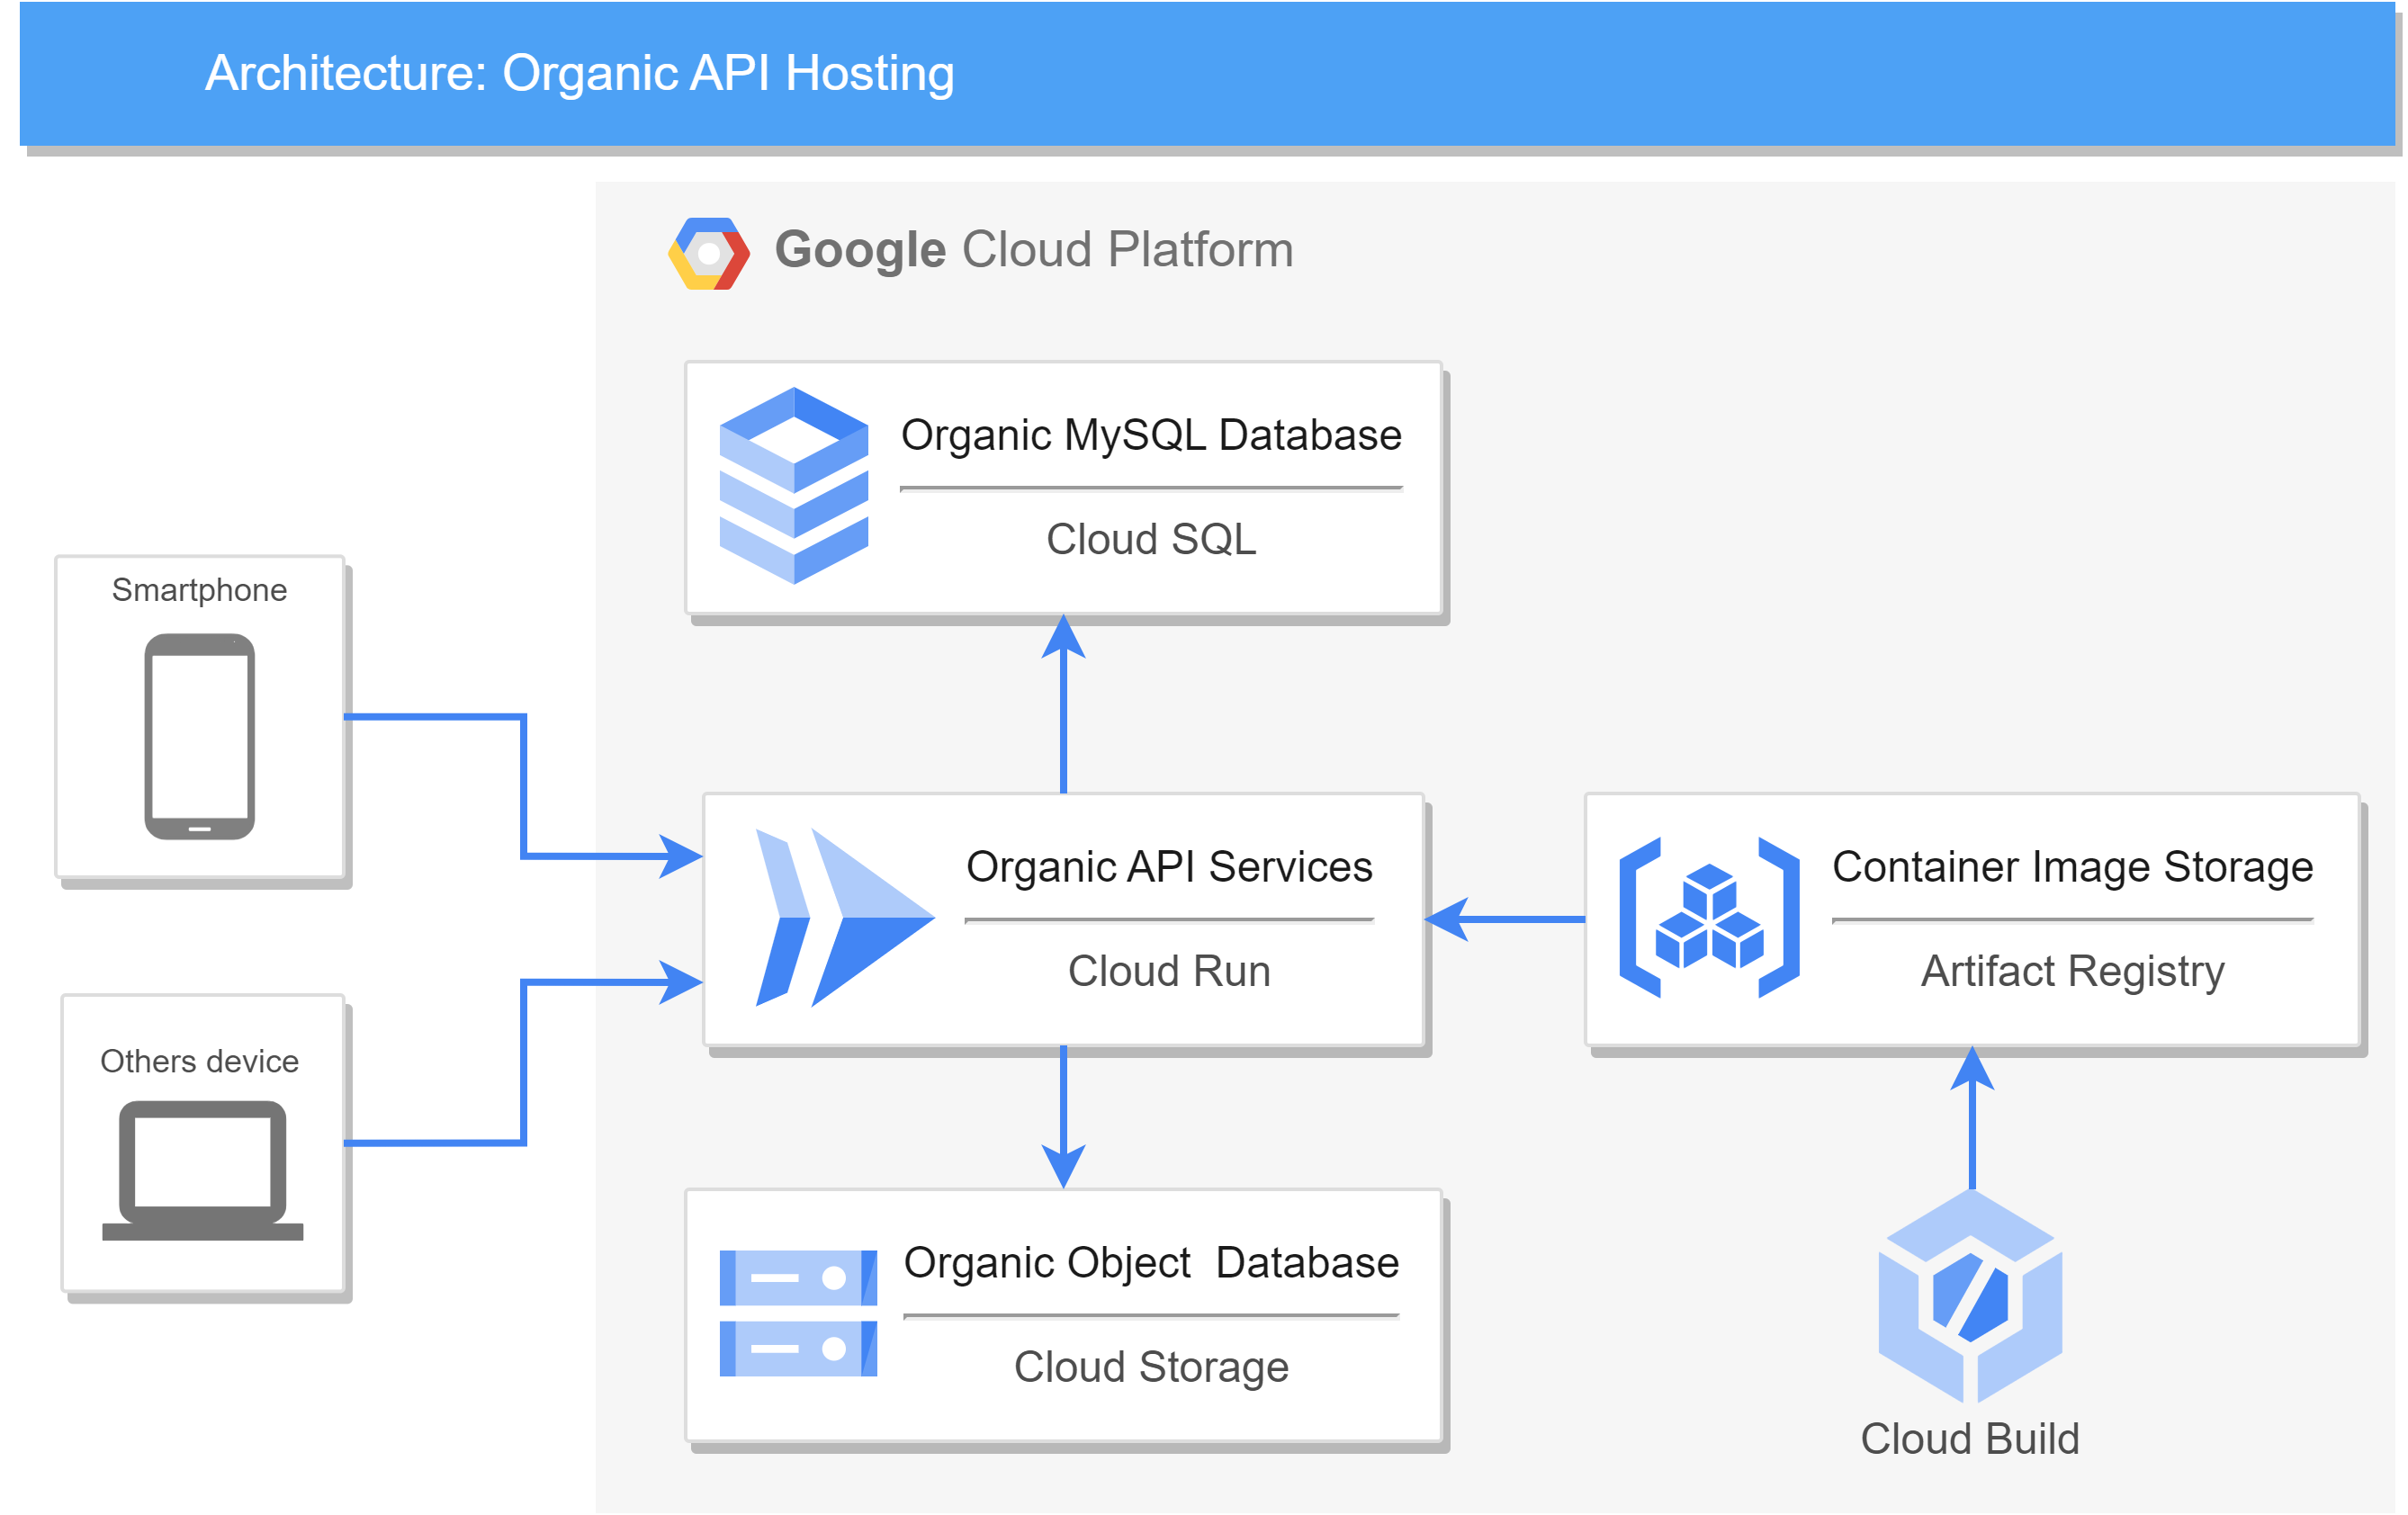 Architecture: Organic API Hosting
Google Cloud Platform
Organic MySQL Database
Cloud SQL
Smartphone
Organic API Services
Cloud Run
Container Image Storage
Artifact Registry
Others device
Organic Object  Database
Cloud Storage
Cloud Build